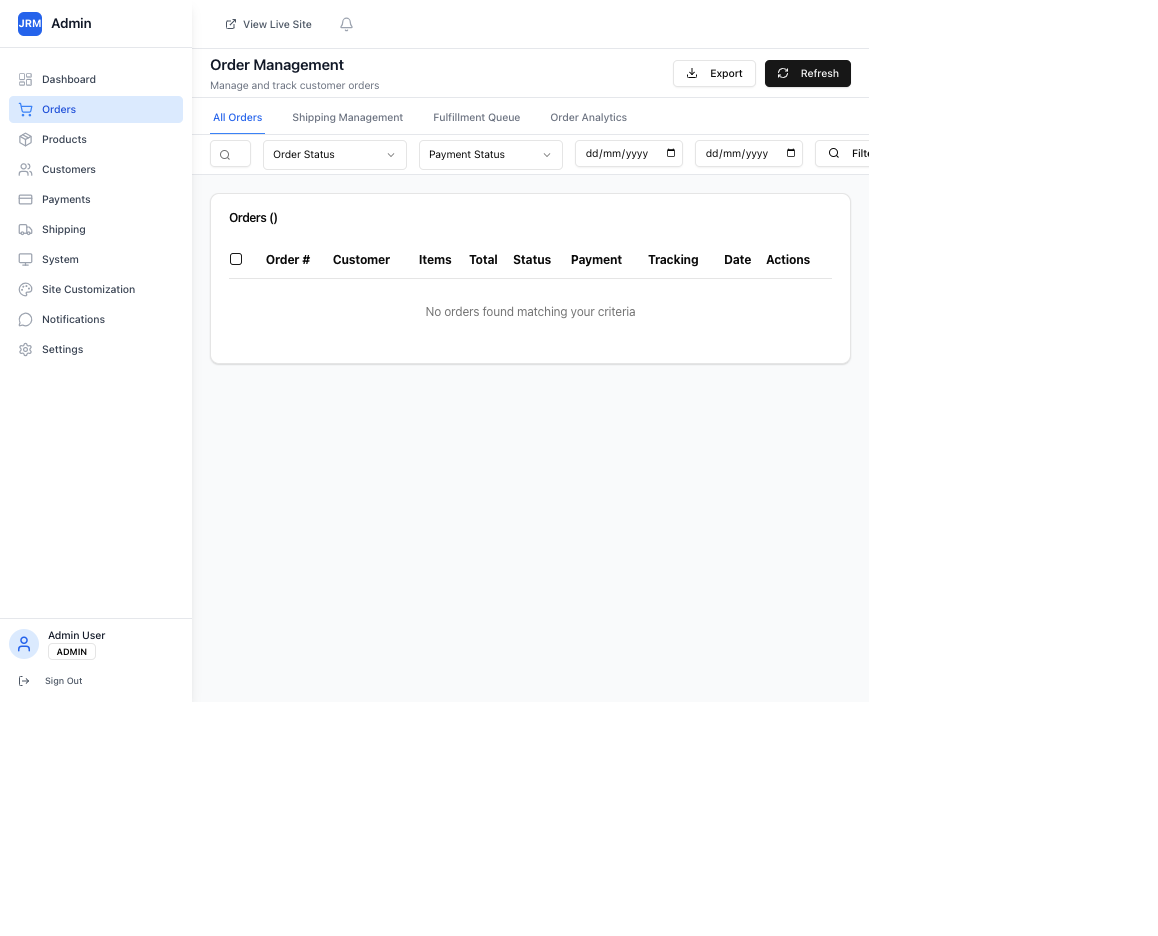 JRM Admin
View Live Site
Dashboard
Orders
Products
Customers
Payments
Shipping
System
Site Customization
Notifications
Settings
Admin User
ADMIN
Sign Out
Order Management
Manage and track customer orders
Export Refresh
All Orders Shipping Management Fulfillment Queue Order Analytics
Order Status Payment Status dd/mm/yyyy dd/mm/yyyy Filte
Orders ()
Order # Customer Items Total Status Payment Tracking Date Actions
No orders found matching your criteria